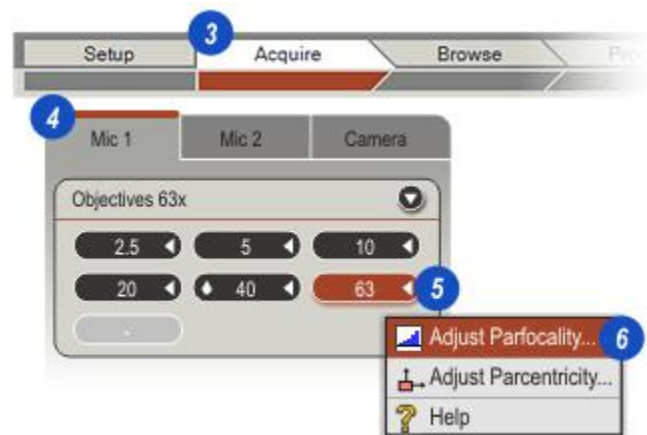 3
Setup Acquire Browse
4
Mic 1 Mic 2 Camera
Objectives 63x
2.5 5 10
20 40 63 5
-
Adjust Parfocality... 6
Adjust Parcentricity...
Help